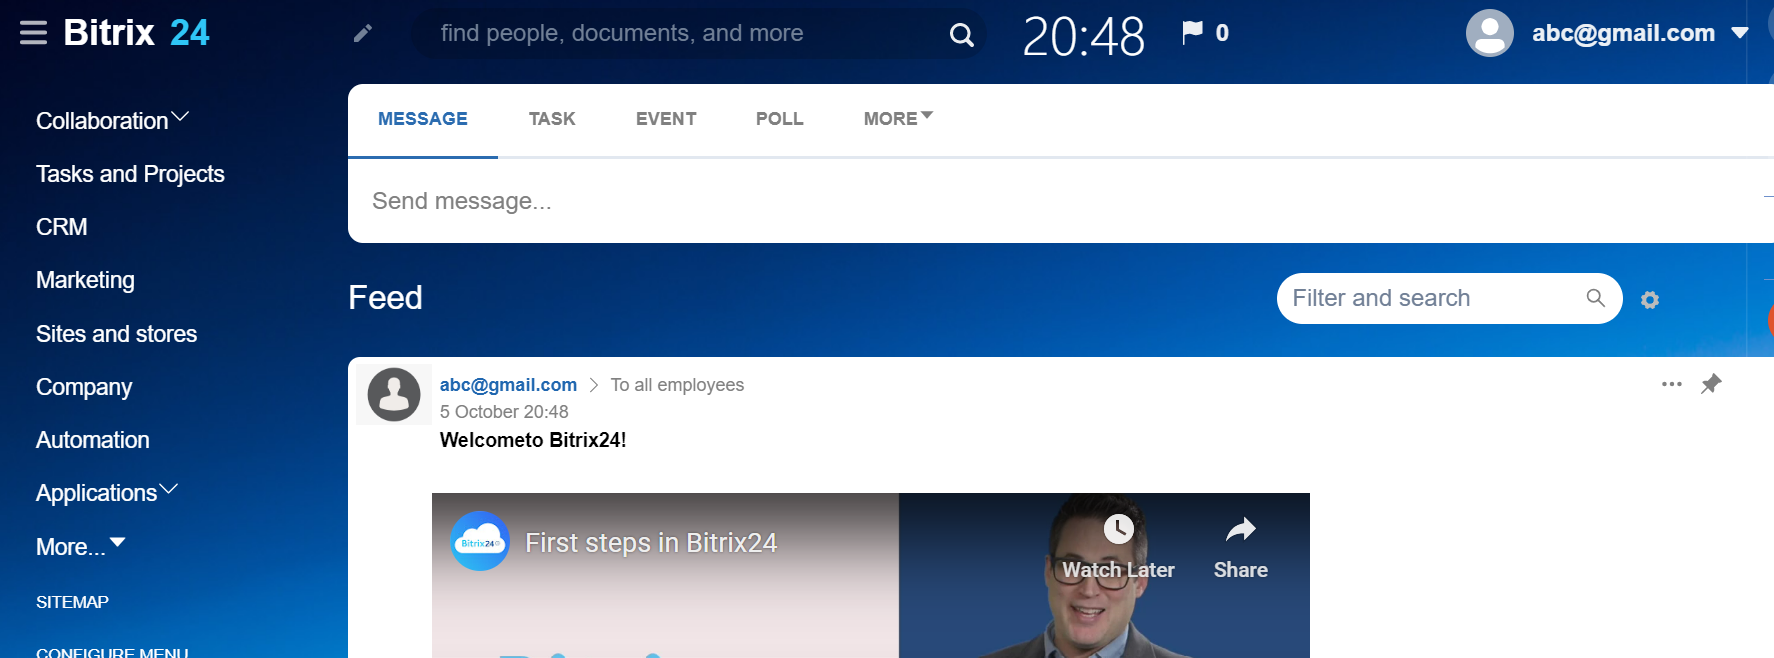 Bitrix 24
find people, documents, and more
20:48
0
abc@gmail.com
Collaboration
Tasks and Projects
CRM
Marketing
Sites and stores
Company
Automation
Applications
More...
SITEMAP
CONFIGURE MENU
MESSAGE TASK EVENT POLL MORE
Send message...
Feed
Filter and search
abc@gmail.com To all employees
5 October 20:48
Welcometo Bitrix24!
Bitrix24
First steps in Bitrix24
Watch Later Share